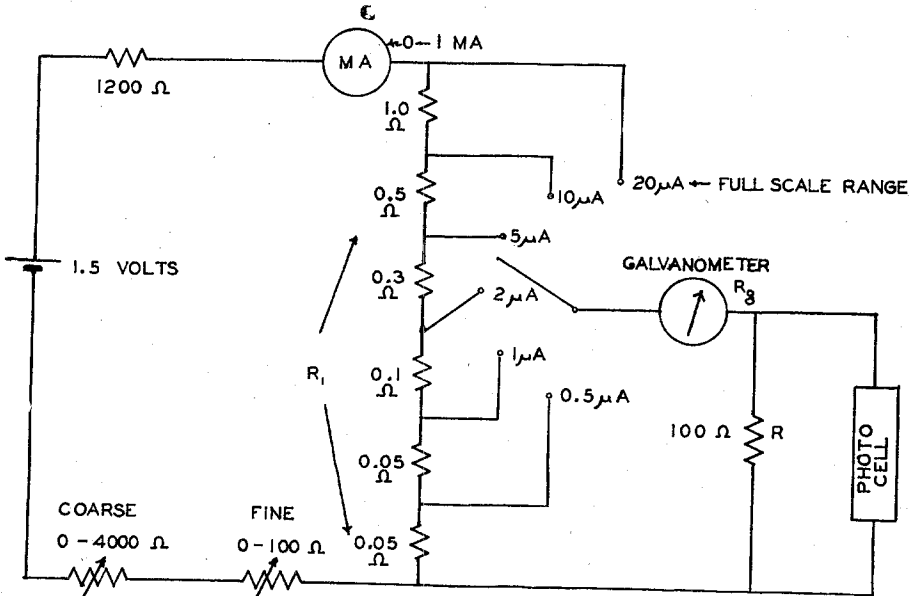 C
0-1 MA
MA
1200 Ω
1.0
Ω
10μA
20μA ← FULL SCALE RANGE
0.5
Ω
5μA
1.5 VOLTS
GALVANOMETER
Rg
0.3
Ω
2μA
R1
1μA
0.1
Ω
0.5μA
100 Ω
R
PHOTO
CELL
0.05
Ω
COARSE
0-4000 Ω
FINE
0-100 Ω
0.05
Ω